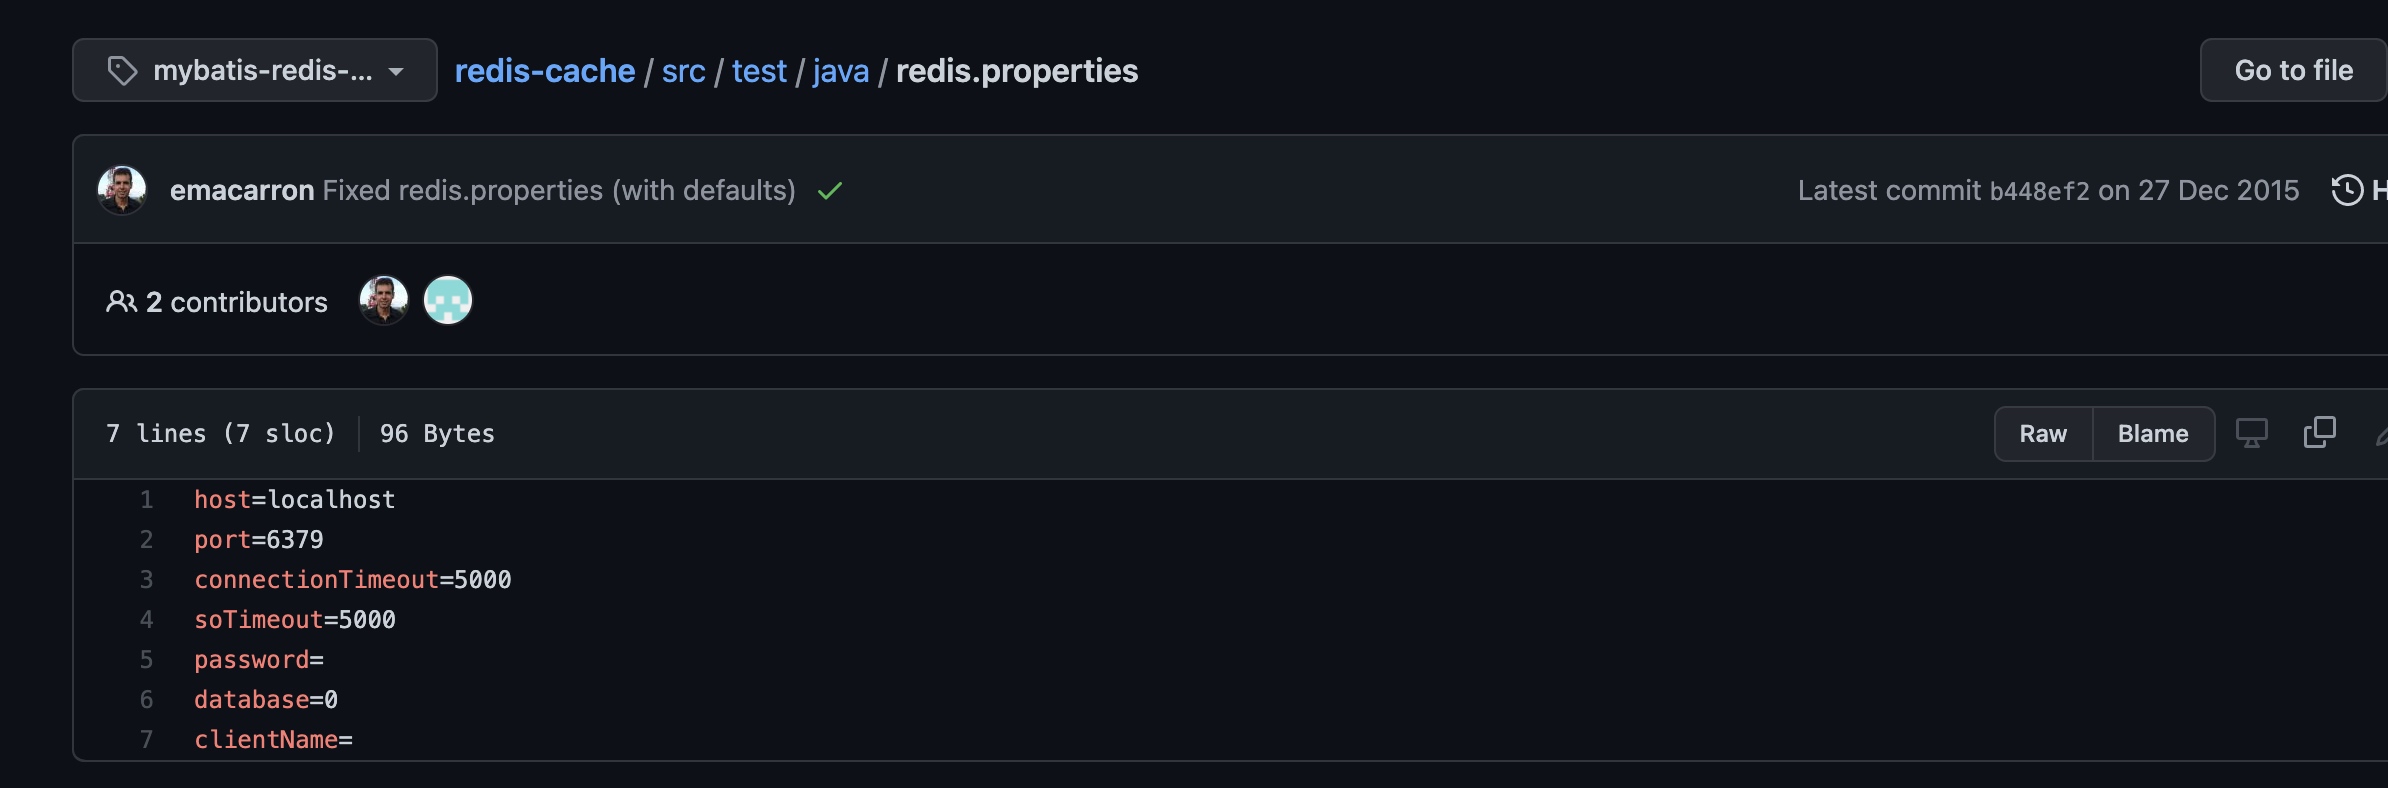 mybatis-redis-... redis-cache / src / test / java / redis.properties Go to file
emacarron Fixed redis.properties (with defaults) Latest commit b448ef2 on 27 Dec 2015 H
2 contributors
7 lines (7 sloc) 96 Bytes Raw Blame
1 host=localhost
2 port=6379
3 connectionTimeout=5000
4 soTimeout=5000
5 password=
6 database=0
7 clientName=